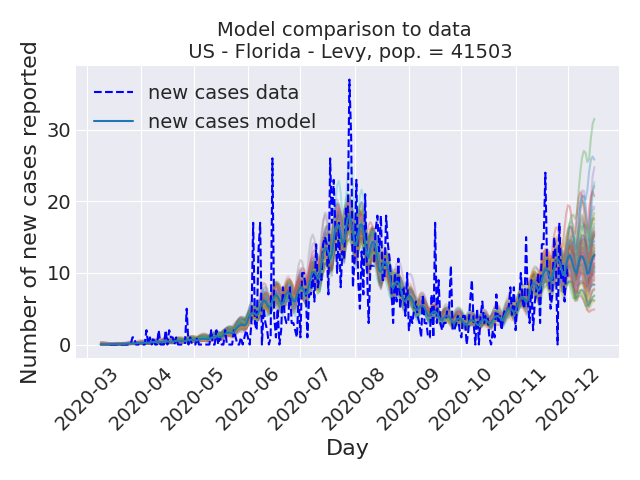 Model comparison to data
US - Florida - Levy, pop. = 41503
Number of new cases reported
new cases data
new cases model
30
20
10
0
2020-03
2020-04
2020-05
2020-06
2020-07
2020-08
2020-09
2020-10
2020-11
2020-12
Day